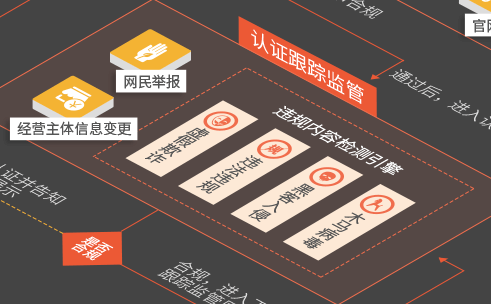 合规
官网
认证跟踪监管
通过后，进入认
网民举报
经营主体信息变更
违规内容检测引擎
虚假欺诈
违法违规
黑客入侵
木马病毒
认证并告知
示
是否合规
合规，进入
跟踪监管